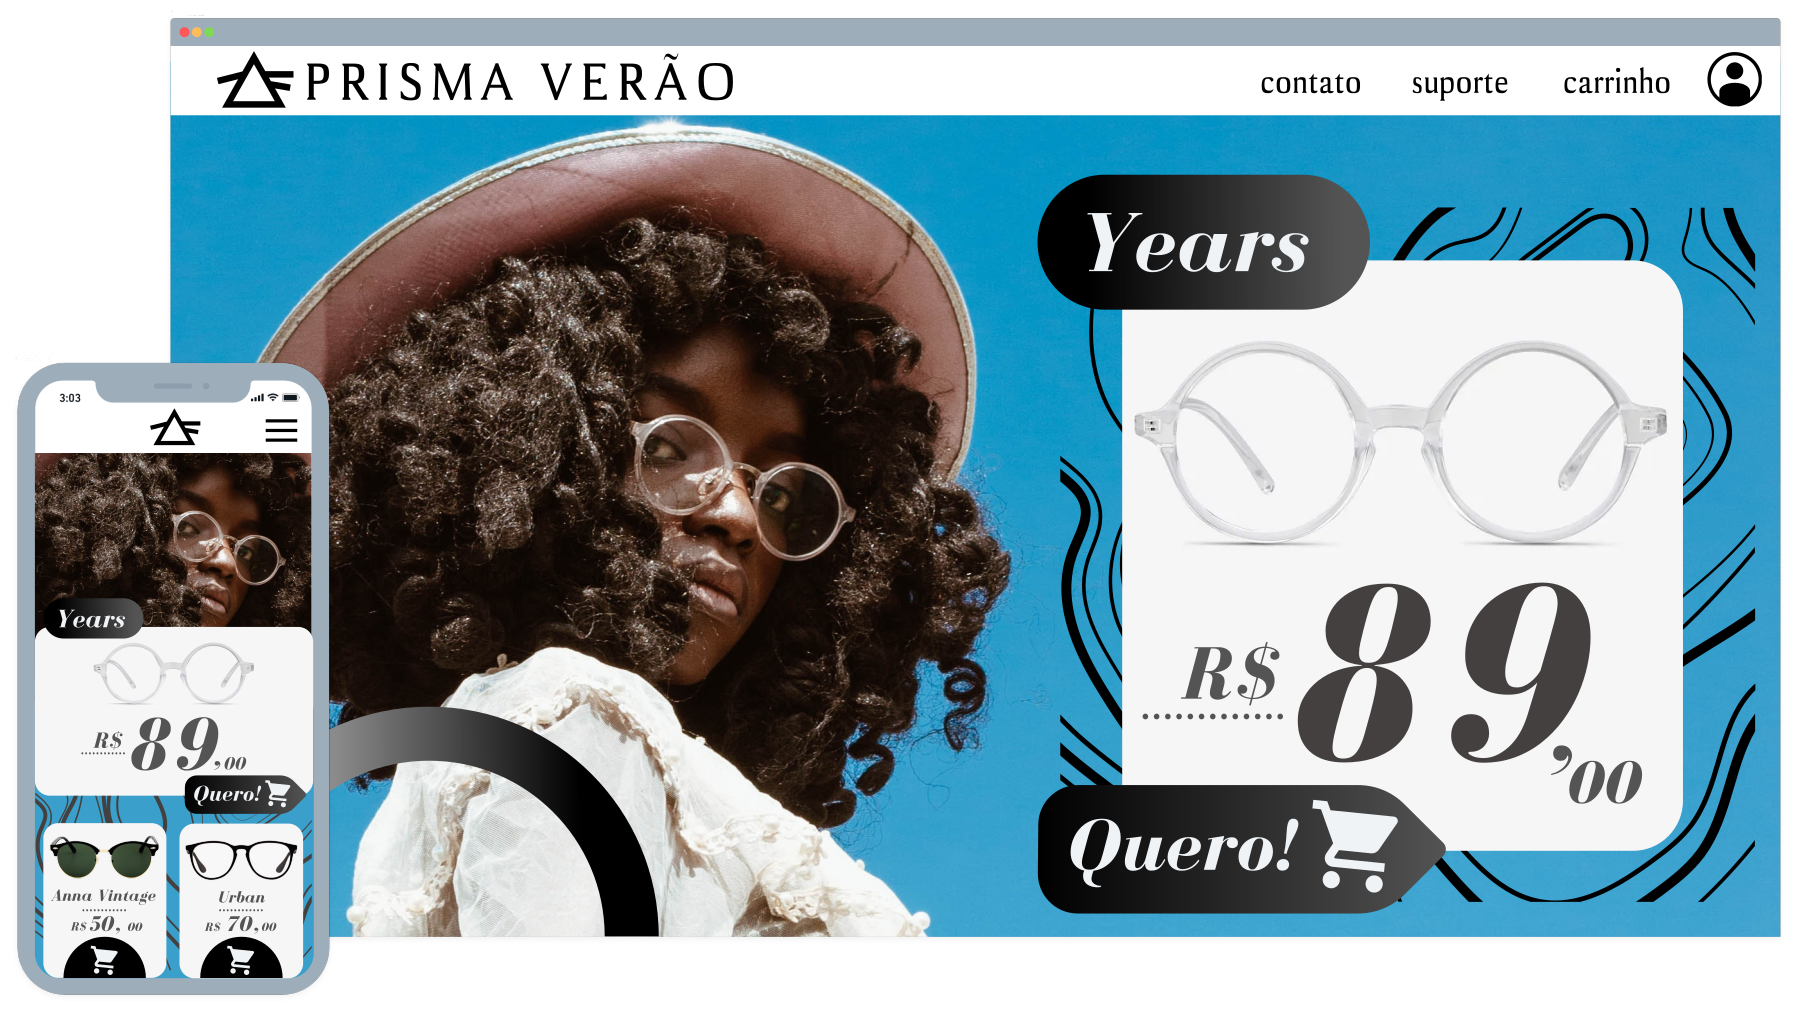 PRISMA VERÃO
contato suporte carrinho
Years
R$ 89,00
Quero!
3:03
Years
R$ 89,00
Quero!
Anna Vintage
R$ 50, 00
Urban
R$ 70,00